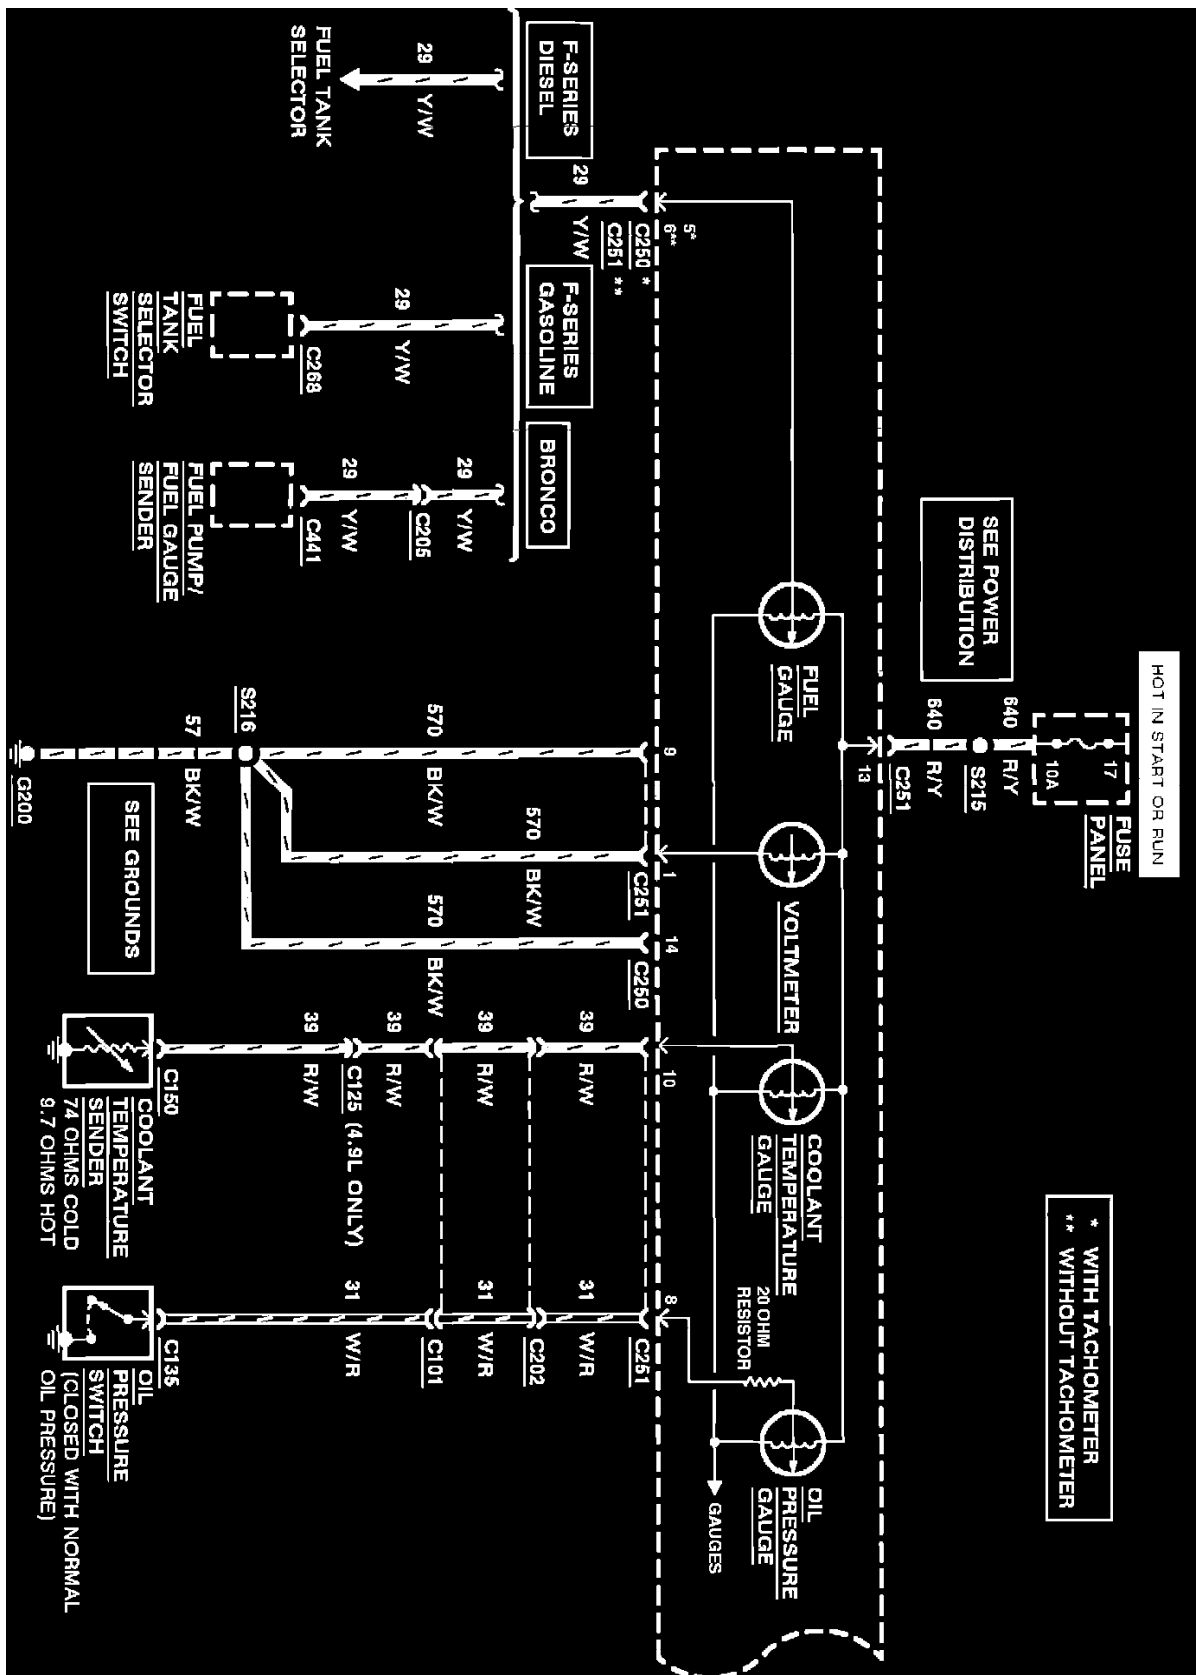 HOT IN START OR RUN
FUSE
PANEL
17
10A
640
R/Y
S215
640
R/Y
C251
13
SEE POWER
DISTRIBUTION
* WITH TACHOMETER
** WITHOUT TACHOMETER
FUEL
GAUGE
VOLTMETER
COOLANT
TEMPERATURE
GAUGE
OIL
PRESSURE
GAUGE
20 OHM
RESISTOR
GAUGES
5*
6**
C250 *
C251 **
29
Y/W
9
1
C251
14
C250
10
8
C251
F-SERIES
DIESEL
F-SERIES
GASOLINE
BRONCO
29
Y/W
FUEL TANK
SELECTOR
29
Y/W
C268
FUEL
TANK
SELECTOR
SWITCH
29
Y/W
C205
29
Y/W
C441
FUEL PUMP/
FUEL GAUGE
SENDER
570
BK/W
570
BK/W
570
BK/W
S216
57
BK/W
G200
SEE GROUNDS
39
R/W
39
R/W
39
R/W
C125 (4.9L ONLY)
39
R/W
C150
COOLANT
TEMPERATURE
SENDER
74 OHMS COLD
9.7 OHMS HOT
31
W/R
C202
31
W/R
C101
31
W/R
C135
OIL
PRESSURE
SWITCH
(CLOSED WITH NORMAL
OIL PRESSURE)